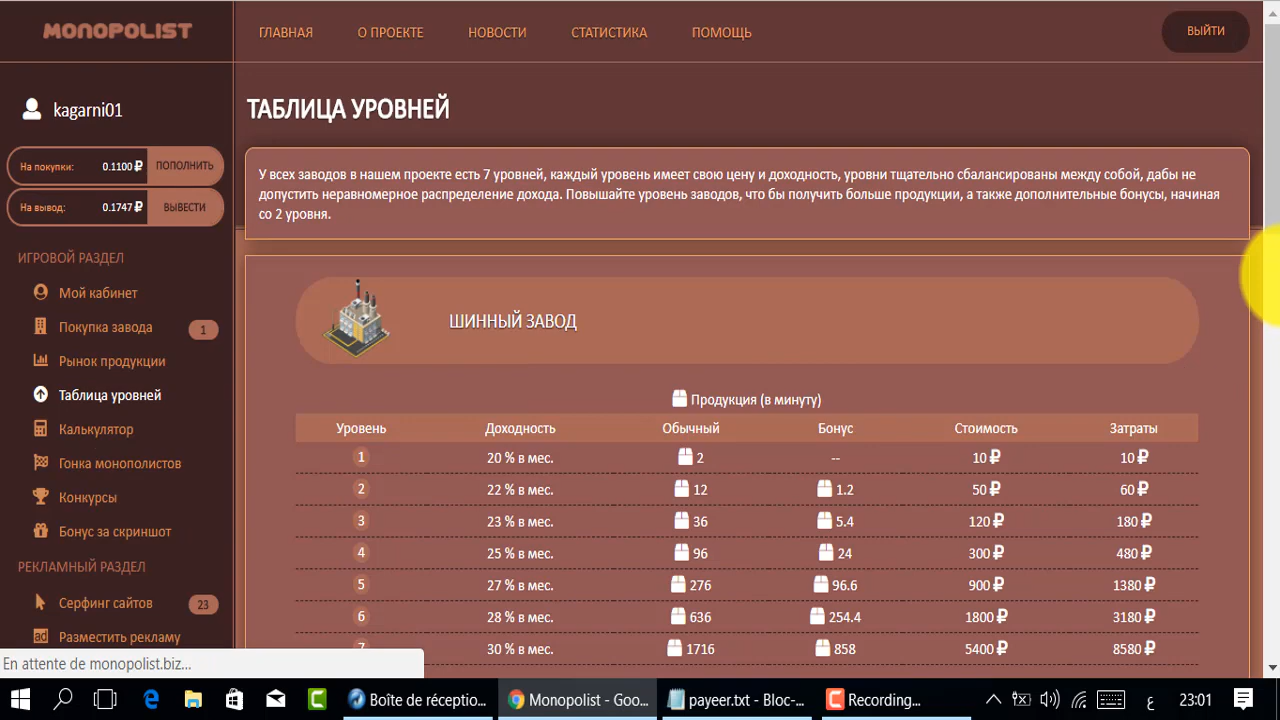 MONOPOLIST
ГЛАВНАЯ О ПРОЕКТЕ НОВОСТИ СТАТИСТИКА ПОМОЩЬ ВЫЙТИ
kagarni01
На покупки: 0.1100 ₽ ПОПОЛНИТЬ
На вывод: 0.1747 ₽ ВЫВЕСТИ
ИГРОВОЙ РАЗДЕЛ
Мой кабинет
Покупка завода 1
Рынок продукции
Таблица уровней
Калькулятор
Гонка монополистов
Конкурсы
Бонус за скриншот
РЕКЛАМНЫЙ РАЗДЕЛ
Серфинг сайтов 23
ad Разместить рекламу
ТАБЛИЦА УРОВНЕЙ
У всех заводов в нашем проекте есть 7 уровней, каждый уровень имеет свою цену и доходность, уровни тщательно сбалансированы между собой, дабы не
допустить неравномерное распределение дохода. Повышайте уровень заводов, что бы получить больше продукции, а также дополнительные бонусы, начиная
со 2 уровня.
ШИННЫЙ ЗАВОД
Продукция (в минуту)
Уровень Доходность Обычный Бонус Стоимость Затраты
1 20 % в мес. 2 -- 10 ₽ 10 ₽
2 22 % в мес. 12 1.2 50 ₽ 60 ₽
3 23 % в мес. 36 5.4 120 ₽ 180 ₽
4 25 % в мес. 96 24 300 ₽ 480 ₽
5 27 % в мес. 276 96.6 900 ₽ 1380 ₽
6 28 % в мес. 636 254.4 1800 ₽ 3180 ₽
7 30 % в мес. 1716 858 5400 ₽ 8580 ₽
En attente de monopolist.biz...
Boîte de réceptio... Monopolist - Goo... payeer.txt - Bloc-... Recording... ع 23:01